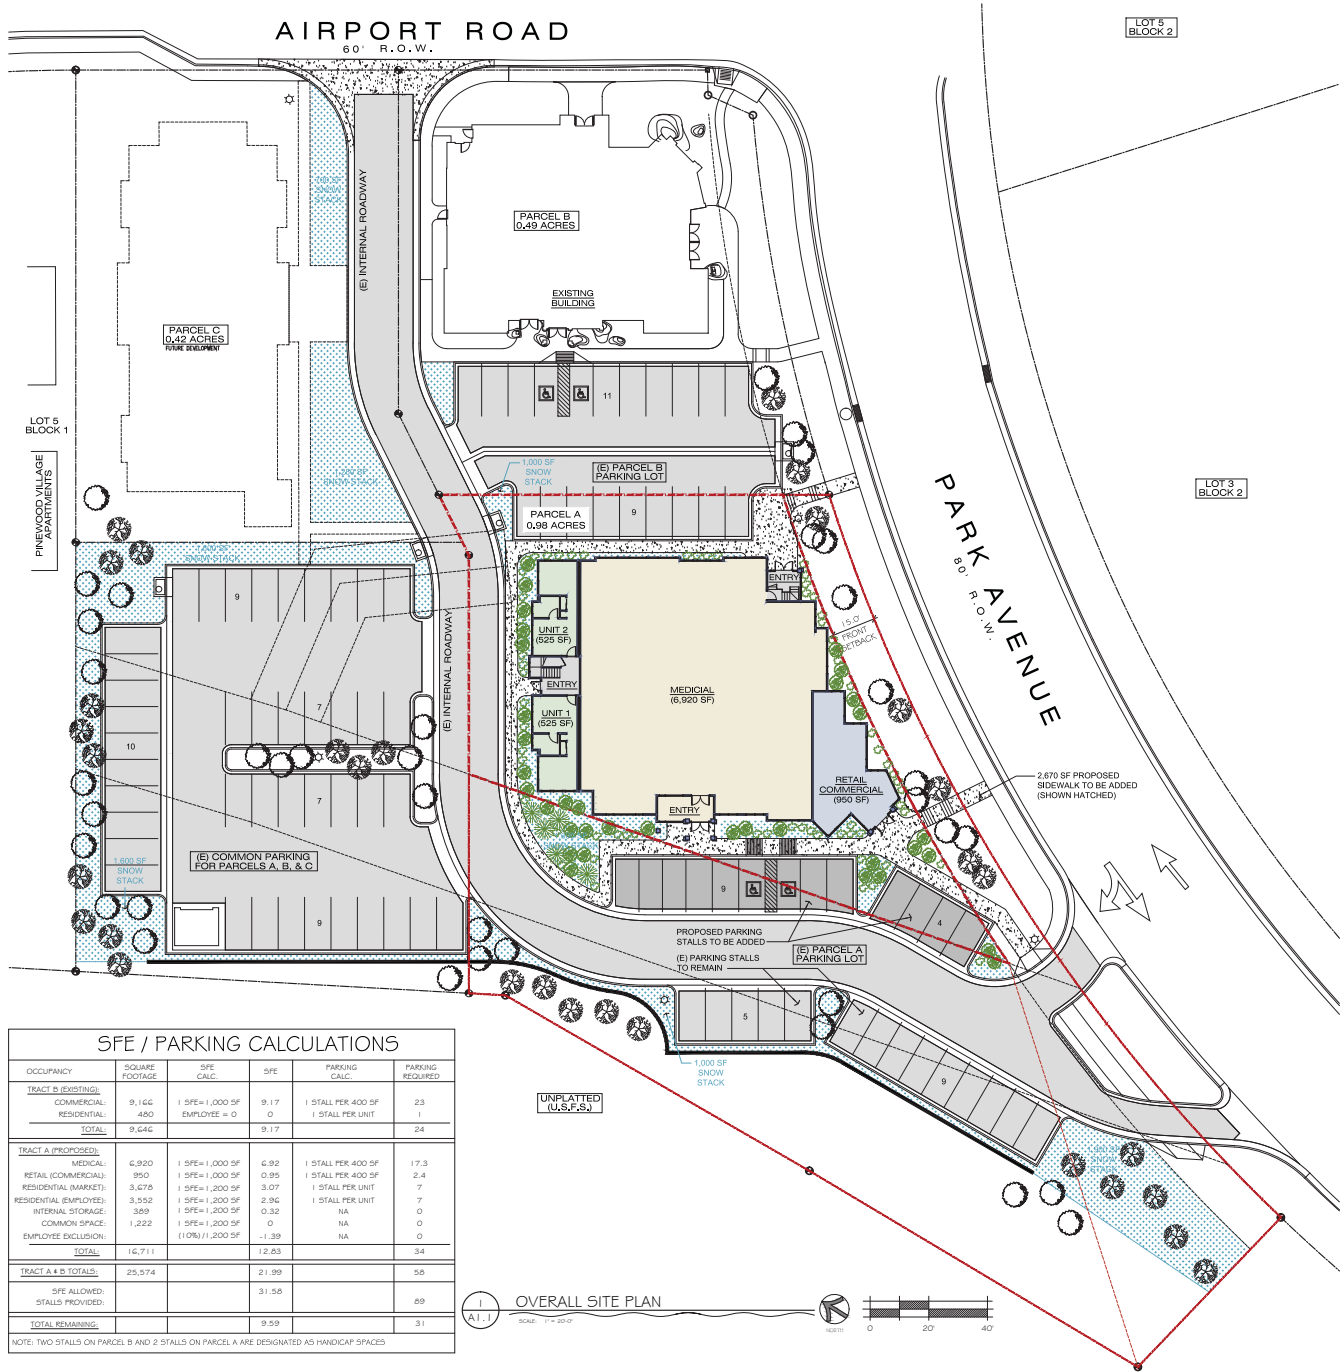 AIRPORT ROAD
60' R.O.W.
LOT 5
BLOCK 2
(E) INTERNAL ROADWAY
SNOW
STACK
PARCEL B
0.49 ACRES
EXISTING
BUILDING
PARCEL C
0.42 ACRES
FUTURE DEVELOPMENT
11
LOT 5
BLOCK 1
PINEWOOD VILLAGE
APARTMENTS
SNOW STACK
1,000 SF
SNOW
STACK
(E) PARCEL B
PARKING LOT
PARCEL A
0.98 ACRES
9
PARK AVENUE
80' R.O.W.
LOT 3
BLOCK 2
SNOW STACK
9
ENTRY
15.0'
FRONT
SETBACK
UNIT 2
(525 SF)
ENTRY
UNIT 1
(525 SF)
(E) INTERNAL ROADWAY
MEDICIAL
(6,920 SF)
7
10
7
RETAIL
COMMERCIAL
(950 SF)
ENTRY
2,670 SF PROPOSED
SIDEWALK TO BE ADDED
(SHOWN HATCHED)
1,600 SF
SNOW
STACK
(E) COMMON PARKING
FOR PARCELS A, B, & C
9
9
4
PROPOSED PARKING
STALLS TO BE ADDED
(E) PARKING STALLS
TO REMAIN
(E) PARCEL A
PARKING LOT
5
9
1,000 SF
SNOW
STACK
UNPLATTED
(U.S.F.S.)
SNOW
STACK
SFE / PARKING CALCULATIONS
OCCUPANCY SQUARE FOOTAGE SFE CALC. SFE PARKING CALC. PARKING REQUIRED
TRACT B (EXISTING):
COMMERCIAL: 9,166 1 SFE=1,000 SF 9.17 1 STALL PER 400 SF 23
RESIDENTIAL: 480 EMPLOYEE = 0 0 1 STALL PER UNIT 1
TOTAL: 9,646 9.17 24
TRACT A (PROPOSED):
MEDICAL: 6,920 1 SFE=1,000 SF 6.92 1 STALL PER 400 SF 17.3
RETAIL (COMMERCIAL): 950 1 SFE=1,000 SF 0.95 1 STALL PER 400 SF 2.4
RESIDENTIAL (MARKET): 3,678 1 SFE=1,200 SF 3.07 1 STALL PER UNIT 7
RESIDENTIAL (EMPLOYEE): 3,552 1 SFE=1,200 SF 2.96 1 STALL PER UNIT 7
INTERNAL STORAGE: 389 1 SFE=1,200 SF 0.32 NA 0
COMMON SPACE: 1,222 1 SFE=1,200 SF 0 NA 0
EMPLOYEE EXCLUSION: (10%)/1,200 SF -1.39 NA 0
TOTAL: 16,711 12.83 34
TRACT A & B TOTALS: 25,574 21.99 58
SFE ALLOWED: 31.58
STALLS PROVIDED: 89
TOTAL REMAINING: 9.59 31
NOTE: TWO STALLS ON PARCEL B AND 2 STALLS ON PARCEL A ARE DESIGNATED AS HANDICAP SPACES
1
A1.1
OVERALL SITE PLAN
SCALE: 1" = 20'-0"
0 20' 40'